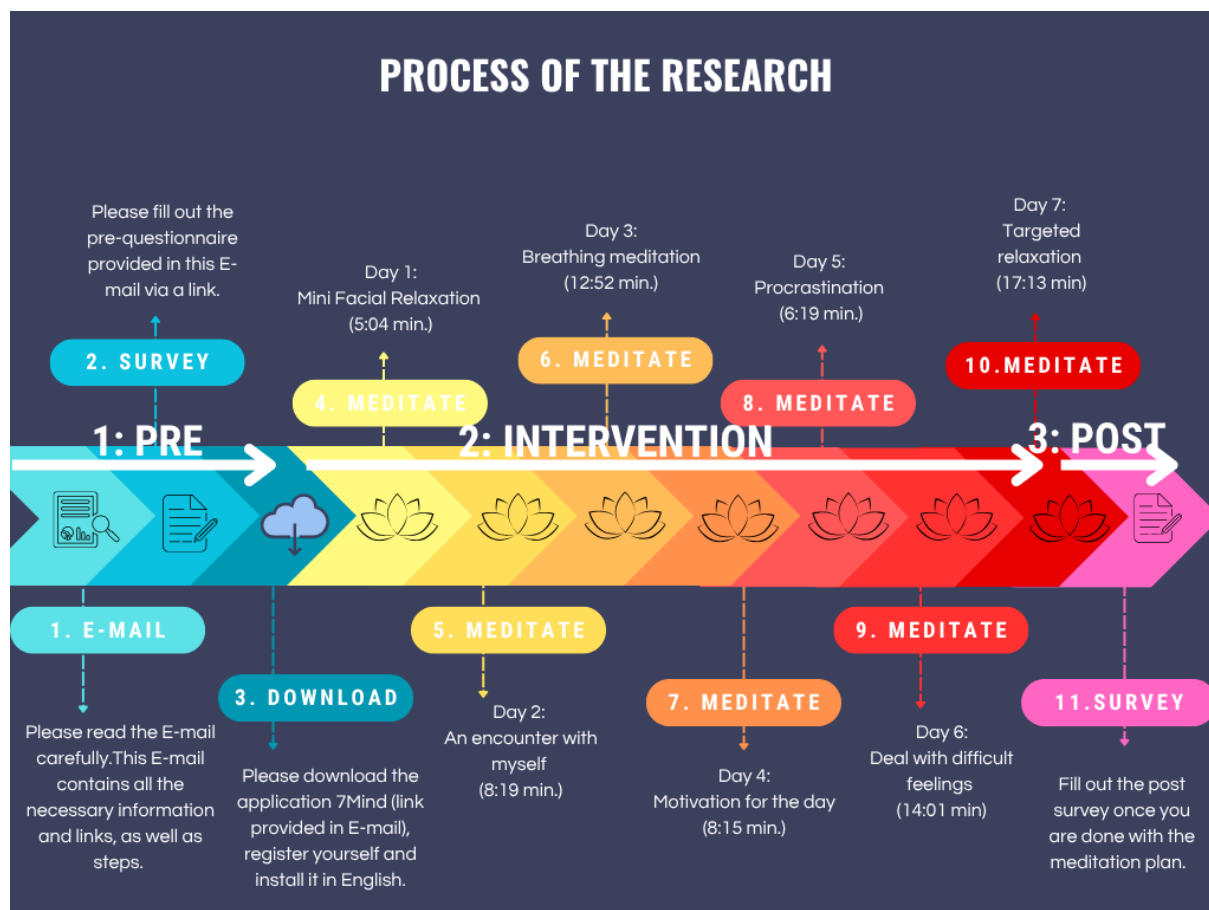 PROCESS OF THE RESEARCH
Please fill out the
pre-questionnaire
provided in this E-
mail via a link.
2. SURVEY
Day 1:
Mini Facial Relaxation
(5:04 min.)
4. MEDITATE
Day 3:
Breathing meditation
(12:52 min.)
6. MEDITATE
Day 5:
Procrastination
(6:19 min.)
8. MEDITATE
Day 7:
Targeted
relaxation
(17:13 min)
10.MEDITATE
1: PRE
2: INTERVENTION
3: POST
1. E-MAIL
Please read the E-mail
carefully.This E-mail
contains all the
necessary information
and links, as well as
steps.
3. DOWNLOAD
Please download the
application 7Mind (link
provided in E-mail),
register yourself and
install it in English.
5. MEDITATE
Day 2:
An encounter with
myself
(8:19 min.)
7. MEDITATE
Day 4:
Motivation for the day
(8:15 min.)
9. MEDITATE
Day 6:
Deal with difficult
feelings
(14:01 min)
11.SURVEY
Fill out the post
survey once you
are done with the
meditation plan.